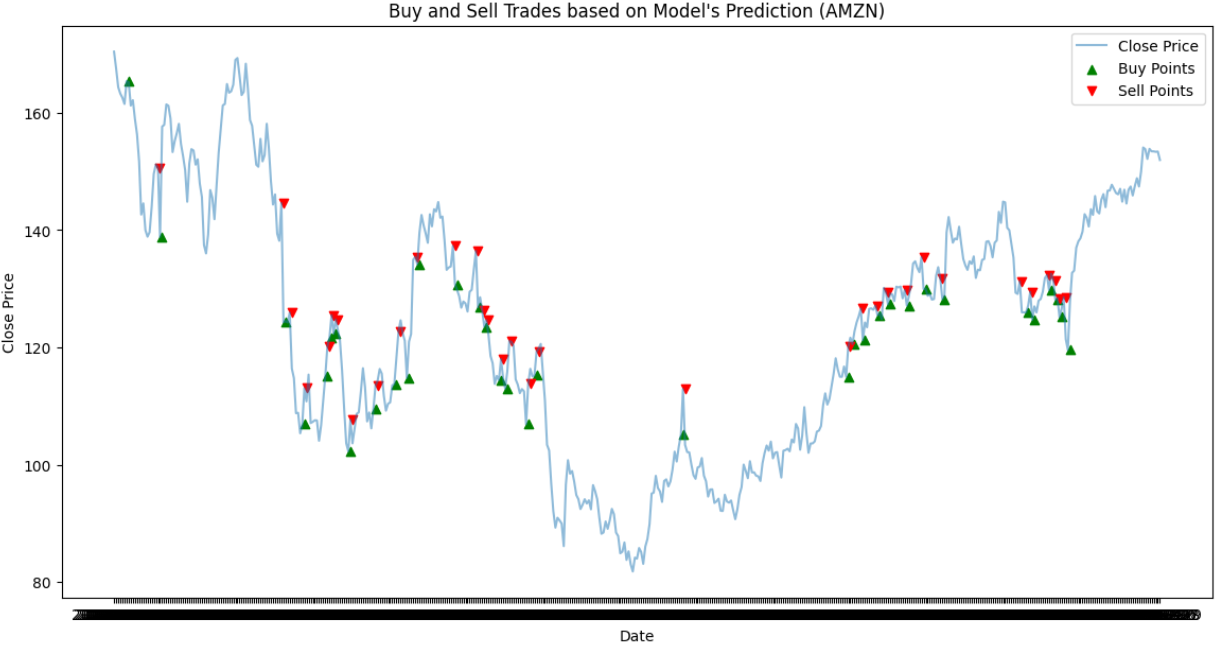 Buy and Sell Trades based on Model's Prediction (AMZN)
Close Price
Buy Points
Sell Points
160
140
120
100
80
Close Price
Date